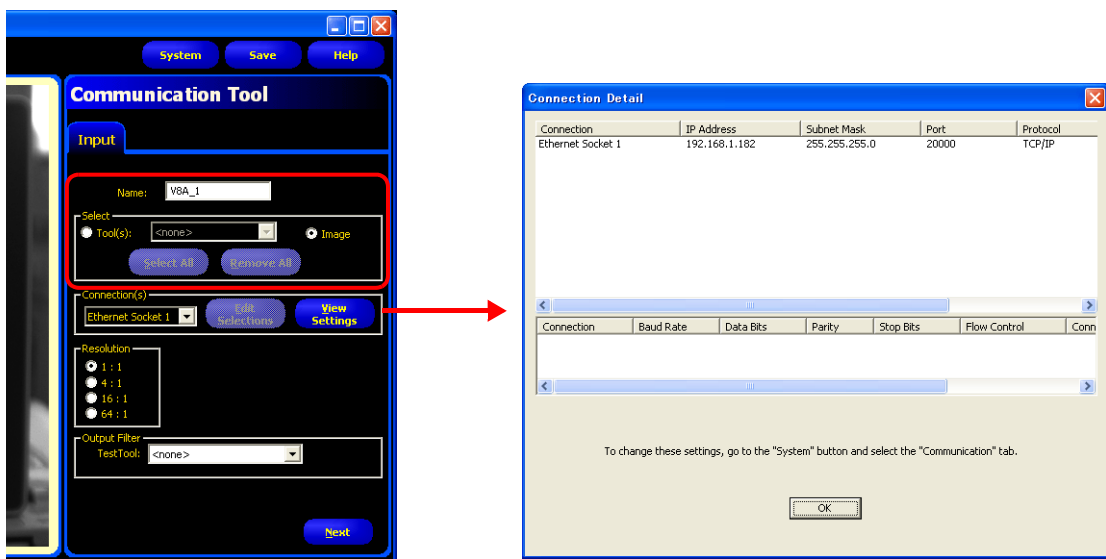 System Save Help
Communication Tool
Input
Name: V8A_1
Select
Tool(s): <none> Image
Select All Remove All
Connection(s)
Ethernet Socket 1 Edit Selections View Settings
Resolution
1 : 1
4 : 1
16 : 1
64 : 1
Output Filter
TestTool: <none>
Next
Connection Detail
Connection IP Address Subnet Mask Port Protocol
Ethernet Socket 1 192.168.1.182 255.255.255.0 20000 TCP/IP
Connection Baud Rate Data Bits Parity Stop Bits Flow Control Conn
To change these settings, go to the "System" button and select the "Communication" tab.
OK